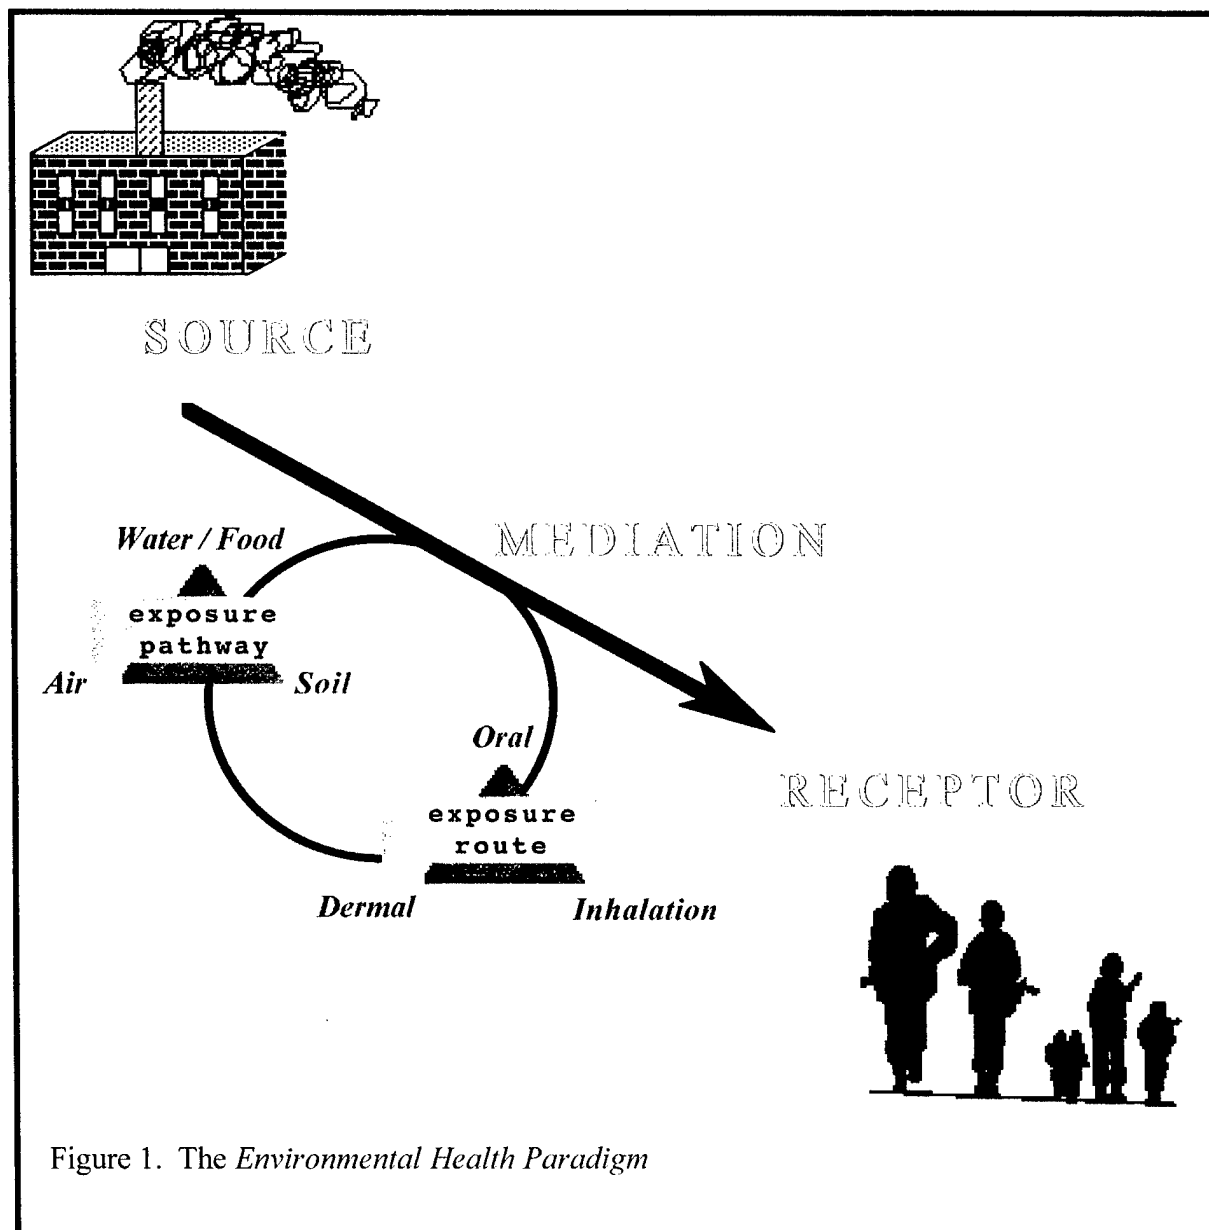 SOURCE
MEDIATION
Water / Food
exposure
pathway
Air
Soil
Oral
exposure
route
Dermal
Inhalation
RECEPTOR
Figure 1. The Environmental Health Paradigm